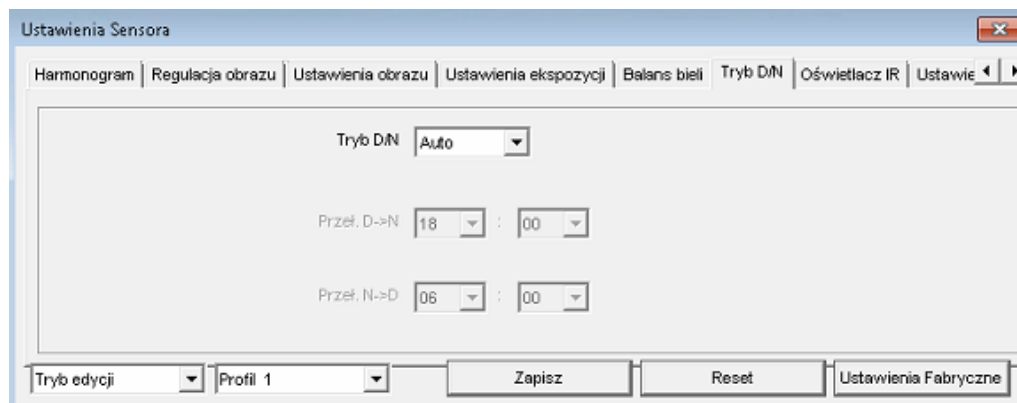 Ustawienia Sensora
Harmonogram Regulacja obrazu Ustawienia obrazu Ustawienia ekspozycji Balans bieli Tryb D/N Oświetlacz IR Ustawie
Tryb D/N Auto
Przeł. D->N 18 : 00
Przeł. N->D 06 : 00
Tryb edycji Profil 1 Zapisz Reset Ustawienia Fabryczne